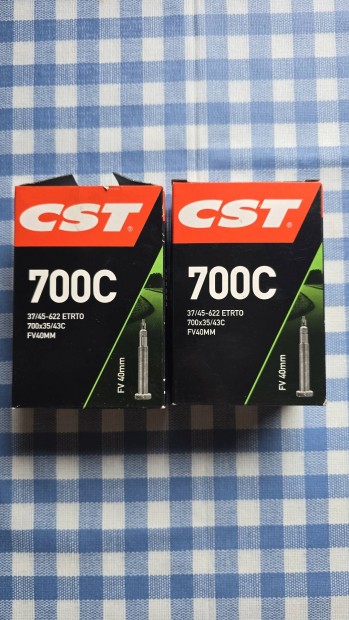 CST®
700C
37/45-622 ETRTO
700x35/43C
FV40MM
FV 40mm
CST®
700C
37/45-622 ETRTO
700x35/43C
FV40MM
FV 40mm